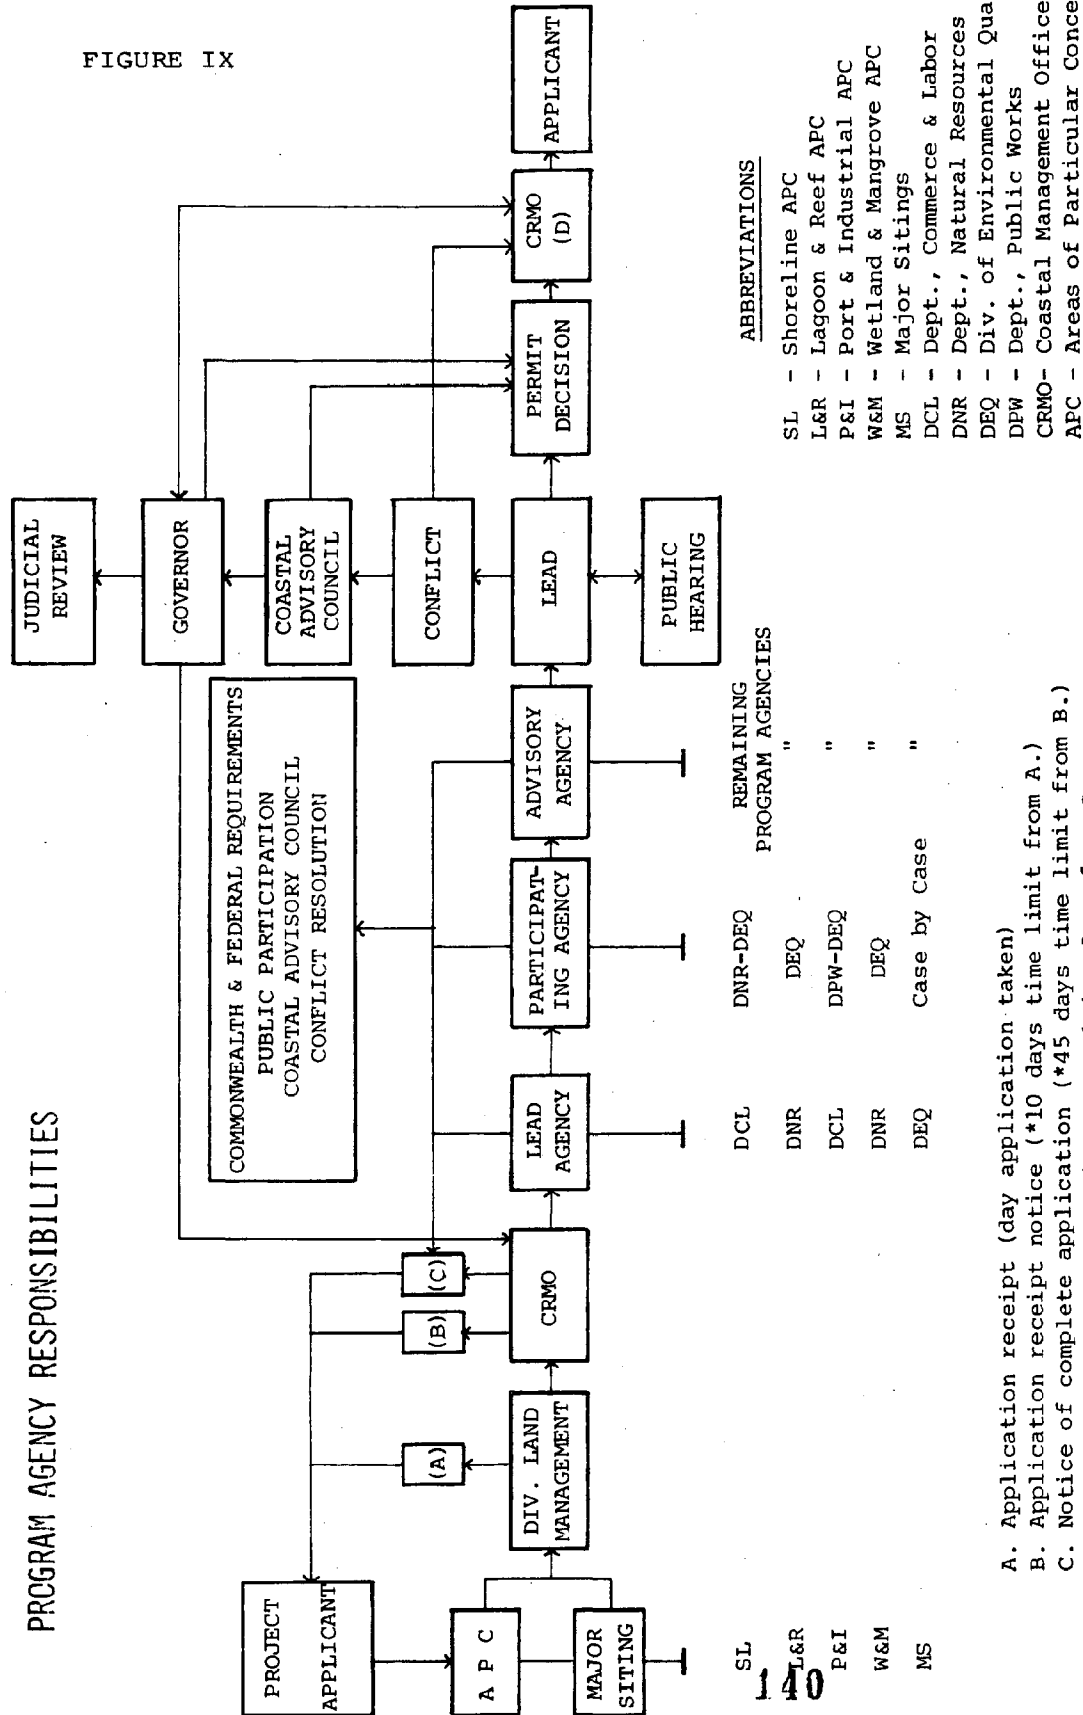 FIGURE IX
PROGRAM AGENCY RESPONSIBILITIES
PROJECT
APPLICANT
A P C
MAJOR
SITING
DIV. LAND
MANAGEMENT
(A)
(B)
(C)
CRMO
LEAD
AGENCY
PARTICIPAT-
ING AGENCY
ADVISORY
AGENCY
COMMONWEALTH & FEDERAL REQUIREMENTS
PUBLIC PARTICIPATION
COASTAL ADVISORY COUNCIL
CONFLICT RESOLUTION
JUDICIAL
REVIEW
GOVERNOR
COASTAL
ADVISORY
COUNCIL
CONFLICT
LEAD
PUBLIC
HEARING
PERMIT
DECISION
CRMO
(D)
APPLICANT
REMAINING
PROGRAM AGENCIES
SL DCL DNR-DEQ
L&R DNR DEQ "
P&I DCL DPW-DEQ "
W&M DNR DEQ "
MS DEQ Case by Case "
ABBREVIATIONS
SL - Shoreline APC
L&R - Lagoon & Reef APC
P&I - Port & Industrial APC
W&M - Wetland & Mangrove APC
MS - Major Sitings
DCL - Dept., Commerce & Labor
DNR - Dept., Natural Resources
DEQ - Div. of Environmental Qua
DPW - Dept., Public Works
CRMO- Coastal Management Office
APC - Areas of Particular Conce
A. Application receipt (day application taken)
B. Application receipt notice (*10 days time limit from A.)
C. Notice of complete application (*45 days time limit from B.)
140